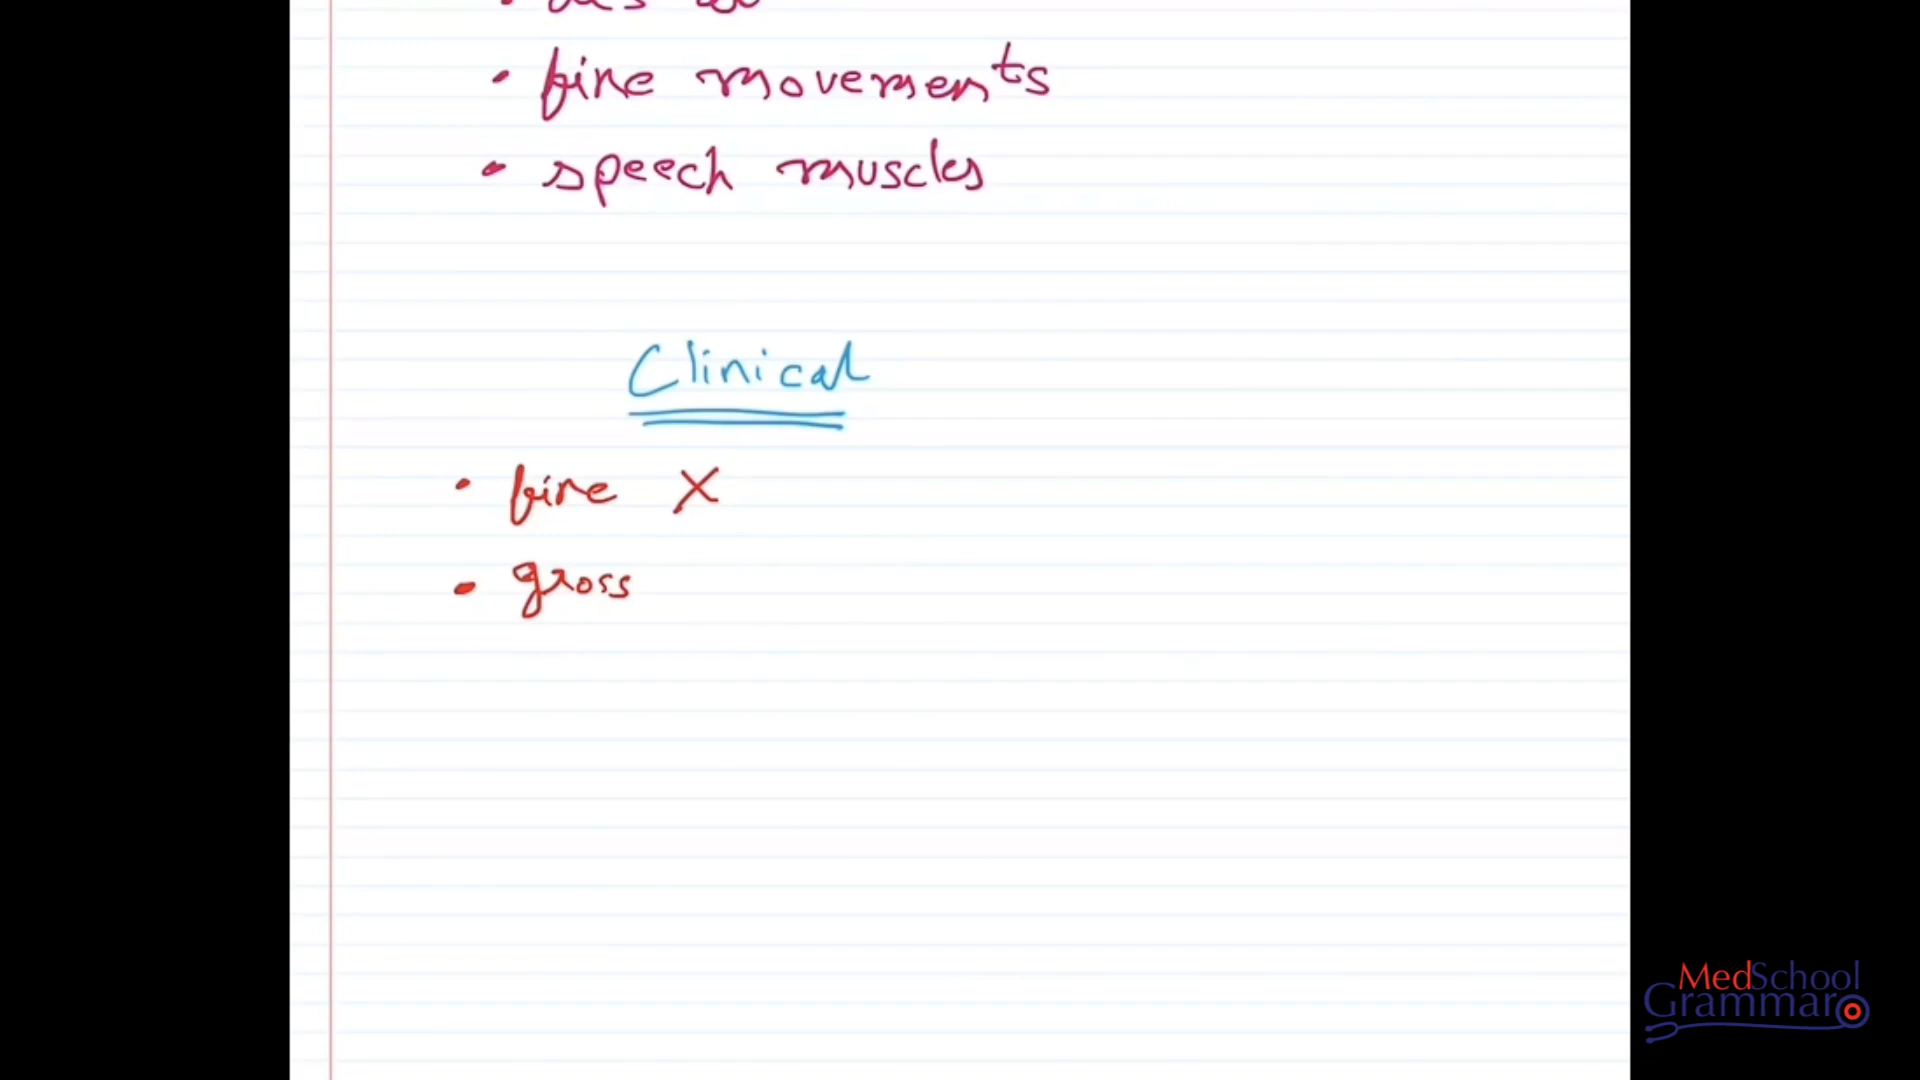 • fine movements
• speech muscles
Clinical
• fine X
• gross
MedSchool
Grammar